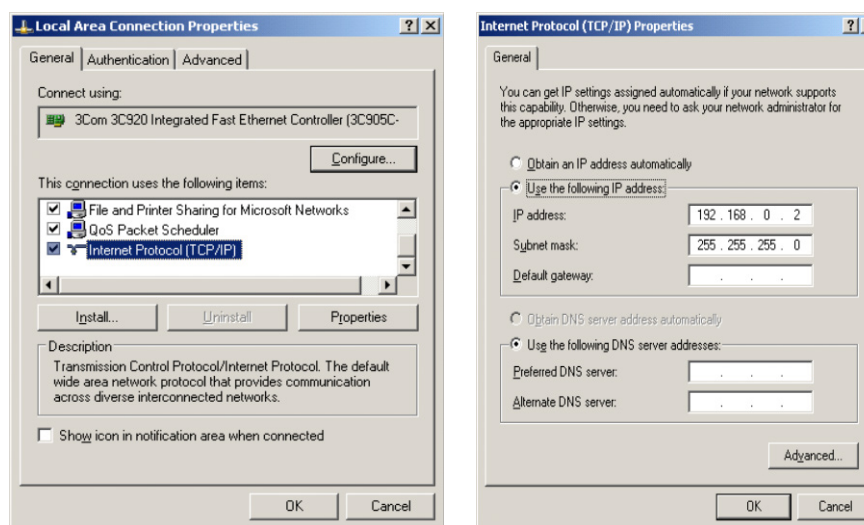 Local Area Connection Properties
General
Authentication
Advanced
Connect using:
3Com 3C920 Integrated Fast Ethernet Controller (3C905C-
Configure...
This connection uses the following items:
File and Printer Sharing for Microsoft Networks
QoS Packet Scheduler
Internet Protocol (TCP/IP)
Install...
Uninstall
Properties
Description
Transmission Control Protocol/Internet Protocol. The default
wide area network protocol that provides communication
across diverse interconnected networks.
Show icon in notification area when connected
OK
Cancel
Internet Protocol (TCP/IP) Properties
General
You can get IP settings assigned automatically if your network supports
this capability. Otherwise, you need to ask your network administrator for
the appropriate IP settings.
Obtain an IP address automatically
Use the following IP address:
IP address: 192 . 168 . 0 . 2
Subnet mask: 255 . 255 . 255 . 0
Default gateway: . . .
Obtain DNS server address automatically
Use the following DNS server addresses:
Preferred DNS server: . . .
Alternate DNS server: . . .
Advanced...
OK
Cancel